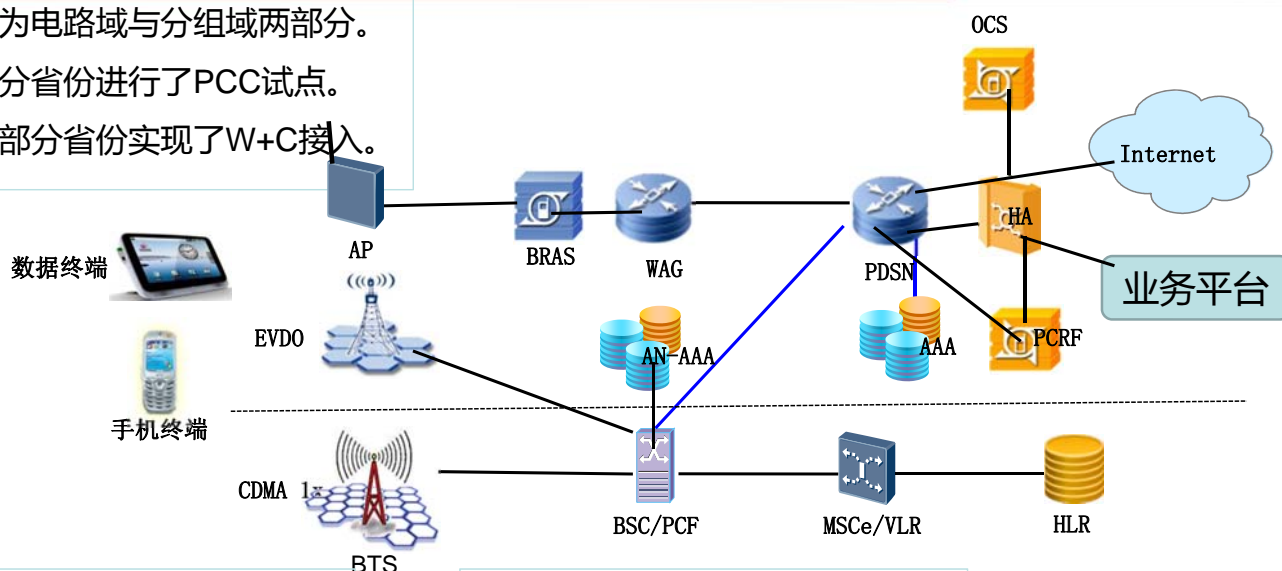 为电路域与分组域两部分。
分省份进行了PCC试点。
部分省份实现了W+C接入。
OCS
Internet
HA
AP
BRAS
WAG
PDSN
数据终端
业务平台
EVDO
AN-AAA
AAA
PCRF
手机终端
CDMA 1x
BSC/PCF
MSCe/VLR
HLR
BTS